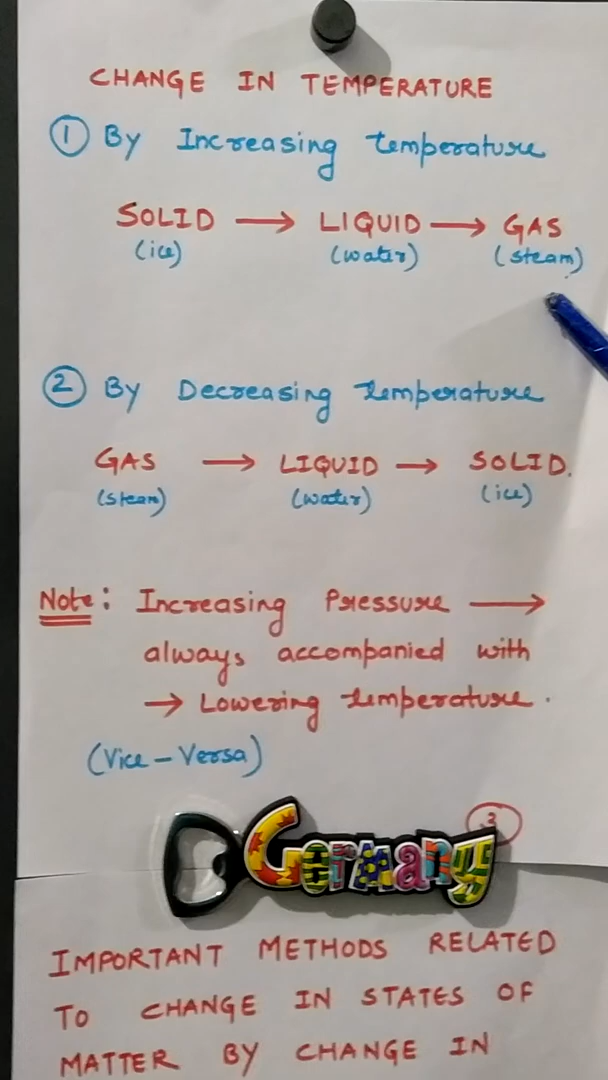 CHANGE IN TEMPERATURE
① By Increasing temperature
SOLID → LIQUID → GAS
(ice) (water) (steam)
② By Decreasing temperature
GAS → LIQUID → SOLID.
(steam) (water) (ice)
Note: Increasing Pressure →
always accompanied with
→ Lowering temperature.
(Vice-Versa)
3
Germany
IMPORTANT METHODS RELATED
TO CHANGE IN STATES OF
MATTER BY CHANGE IN